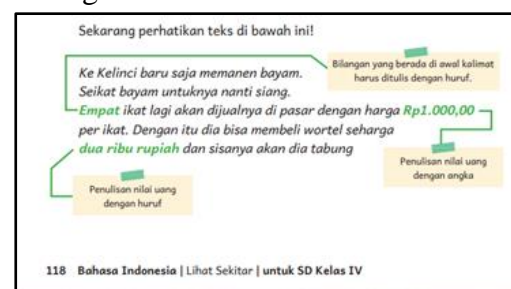 Sekarang perhatikan teks di bawah ini!
Bilangan yang berada di awal kalimat
harus ditulis dengan huruf.
Ke Kelinci baru saja memanen bayam.
Seikat bayam untuknya nanti siang.
Empat ikat lagi akan dijualnya di pasar dengan harga Rp1.000,00
per ikat. Dengan itu dia bisa membeli wortel seharga
dua ribu rupiah dan sisanya akan dia tabung
Penulisan nilai uang
dengan angka
Penulisan nilai uang
dengan huruf
118 Bahasa Indonesia | Lihat Sekitar | untuk SD Kelas IV